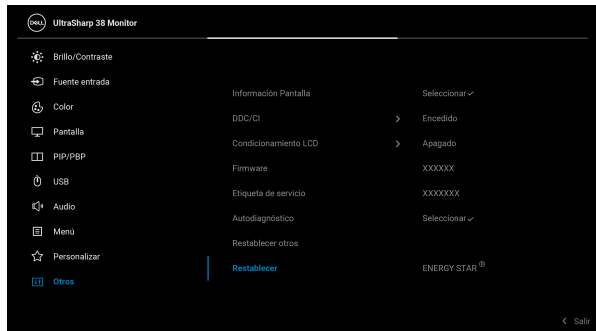 DELL UltraSharp 38 Monitor
Brillo/Contraste
Fuente entrada
Color
Pantalla
PIP/PBP
USB
Audio
Menú
Personalizar
Otros
Información Pantalla Seleccionar✓
DDC/CI > Encedido
Condicionamiento LCD > Apagado
Firmware XXXXXX
Etiqueta de servicio XXXXXXX
Autodiagnóstico Seleccionar✓
Restablecer otros
Restablecer ENERGY STAR®
< Salir